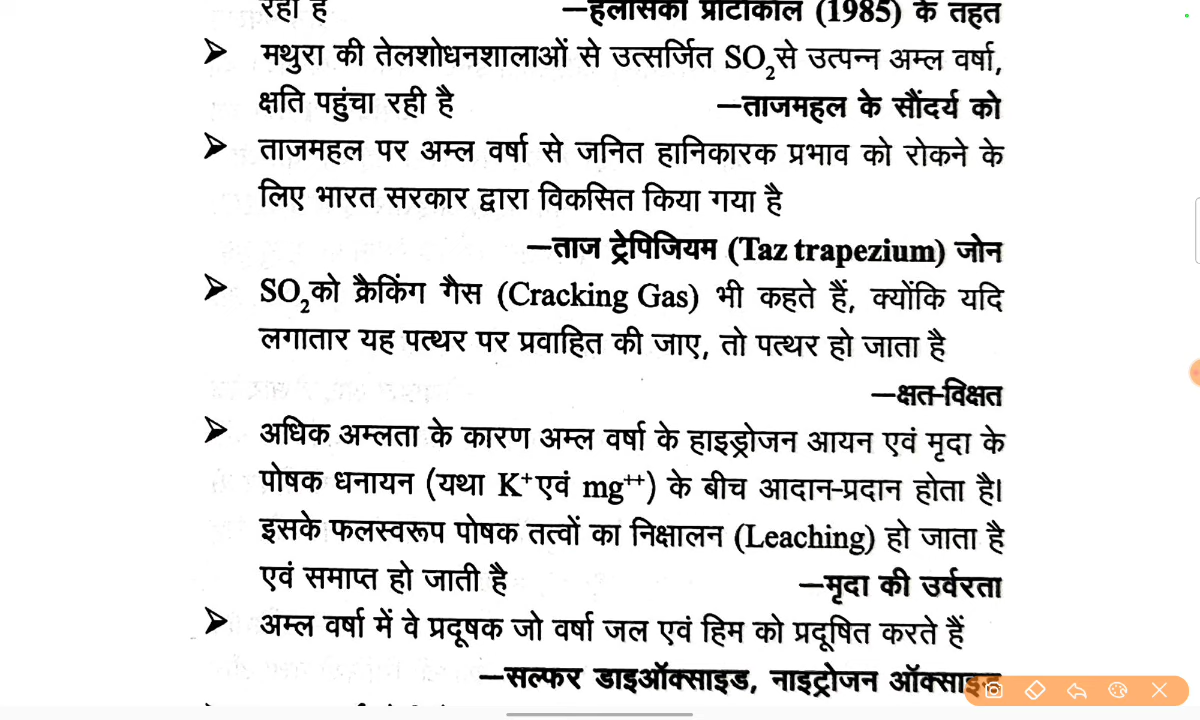 रहा है —हेलसिंकी प्रोटोकॉल (1985) के तहत
➤ मथुरा की तेलशोधनशालाओं से उत्सर्जित SO₂से उत्पन्न अम्ल वर्षा,
क्षति पहुंचा रही है —ताजमहल के सौंदर्य को
➤ ताजमहल पर अम्ल वर्षा से जनित हानिकारक प्रभाव को रोकने के
लिए भारत सरकार द्वारा विकसित किया गया है
—ताज ट्रेपिजियम (Taz trapezium) जोन
➤ SO₂को क्रैकिंग गैस (Cracking Gas) भी कहते हैं, क्योंकि यदि
लगातार यह पत्थर पर प्रवाहित की जाए, तो पत्थर हो जाता है
—क्षत-विक्षत
➤ अधिक अम्लता के कारण अम्ल वर्षा के हाइड्रोजन आयन एवं मृदा के
पोषक धनायन (यथा K⁺एवं mg⁺⁺) के बीच आदान-प्रदान होता है।
इसके फलस्वरूप पोषक तत्वों का निक्षालन (Leaching) हो जाता है
एवं समाप्त हो जाती है —मृदा की उर्वरता
➤ अम्ल वर्षा में वे प्रदूषक जो वर्षा जल एवं हिम को प्रदूषित करते हैं
—सल्फर डाइऑक्साइड, नाइट्रोजन ऑक्साइड